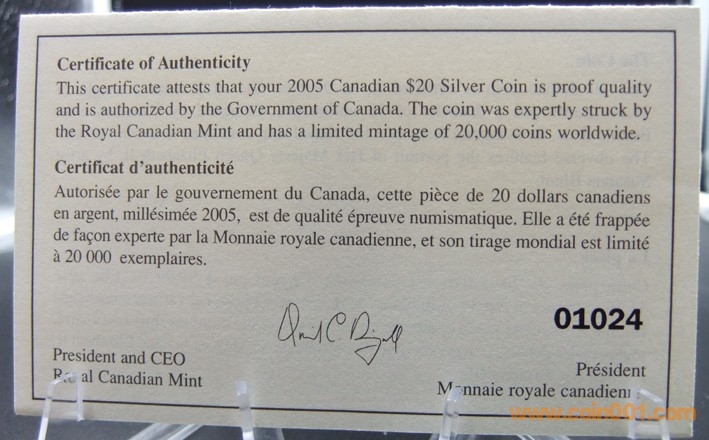 Certificate of Authenticity
This certificate attests that your 2005 Canadian $20 Silver Coin is proof quality
and is authorized by the Government of Canada. The coin was expertly struck by
the Royal Canadian Mint and has a limited mintage of 20,000 coins worldwide.
Certificat d'authenticité
Autorisée par le gouvernement du Canada, cette pièce de 20 dollars canadiens
en argent, millésimée 2005, est de qualité épreuve numismatique. Elle a été frappée
de façon experte par la Monnaie royale canadienne, et son tirage mondial est limité
à 20 000 exemplaires.
01024
President and CEO
Royal Canadian Mint
Président
Monnaie royale canadienne
www.coin001.com